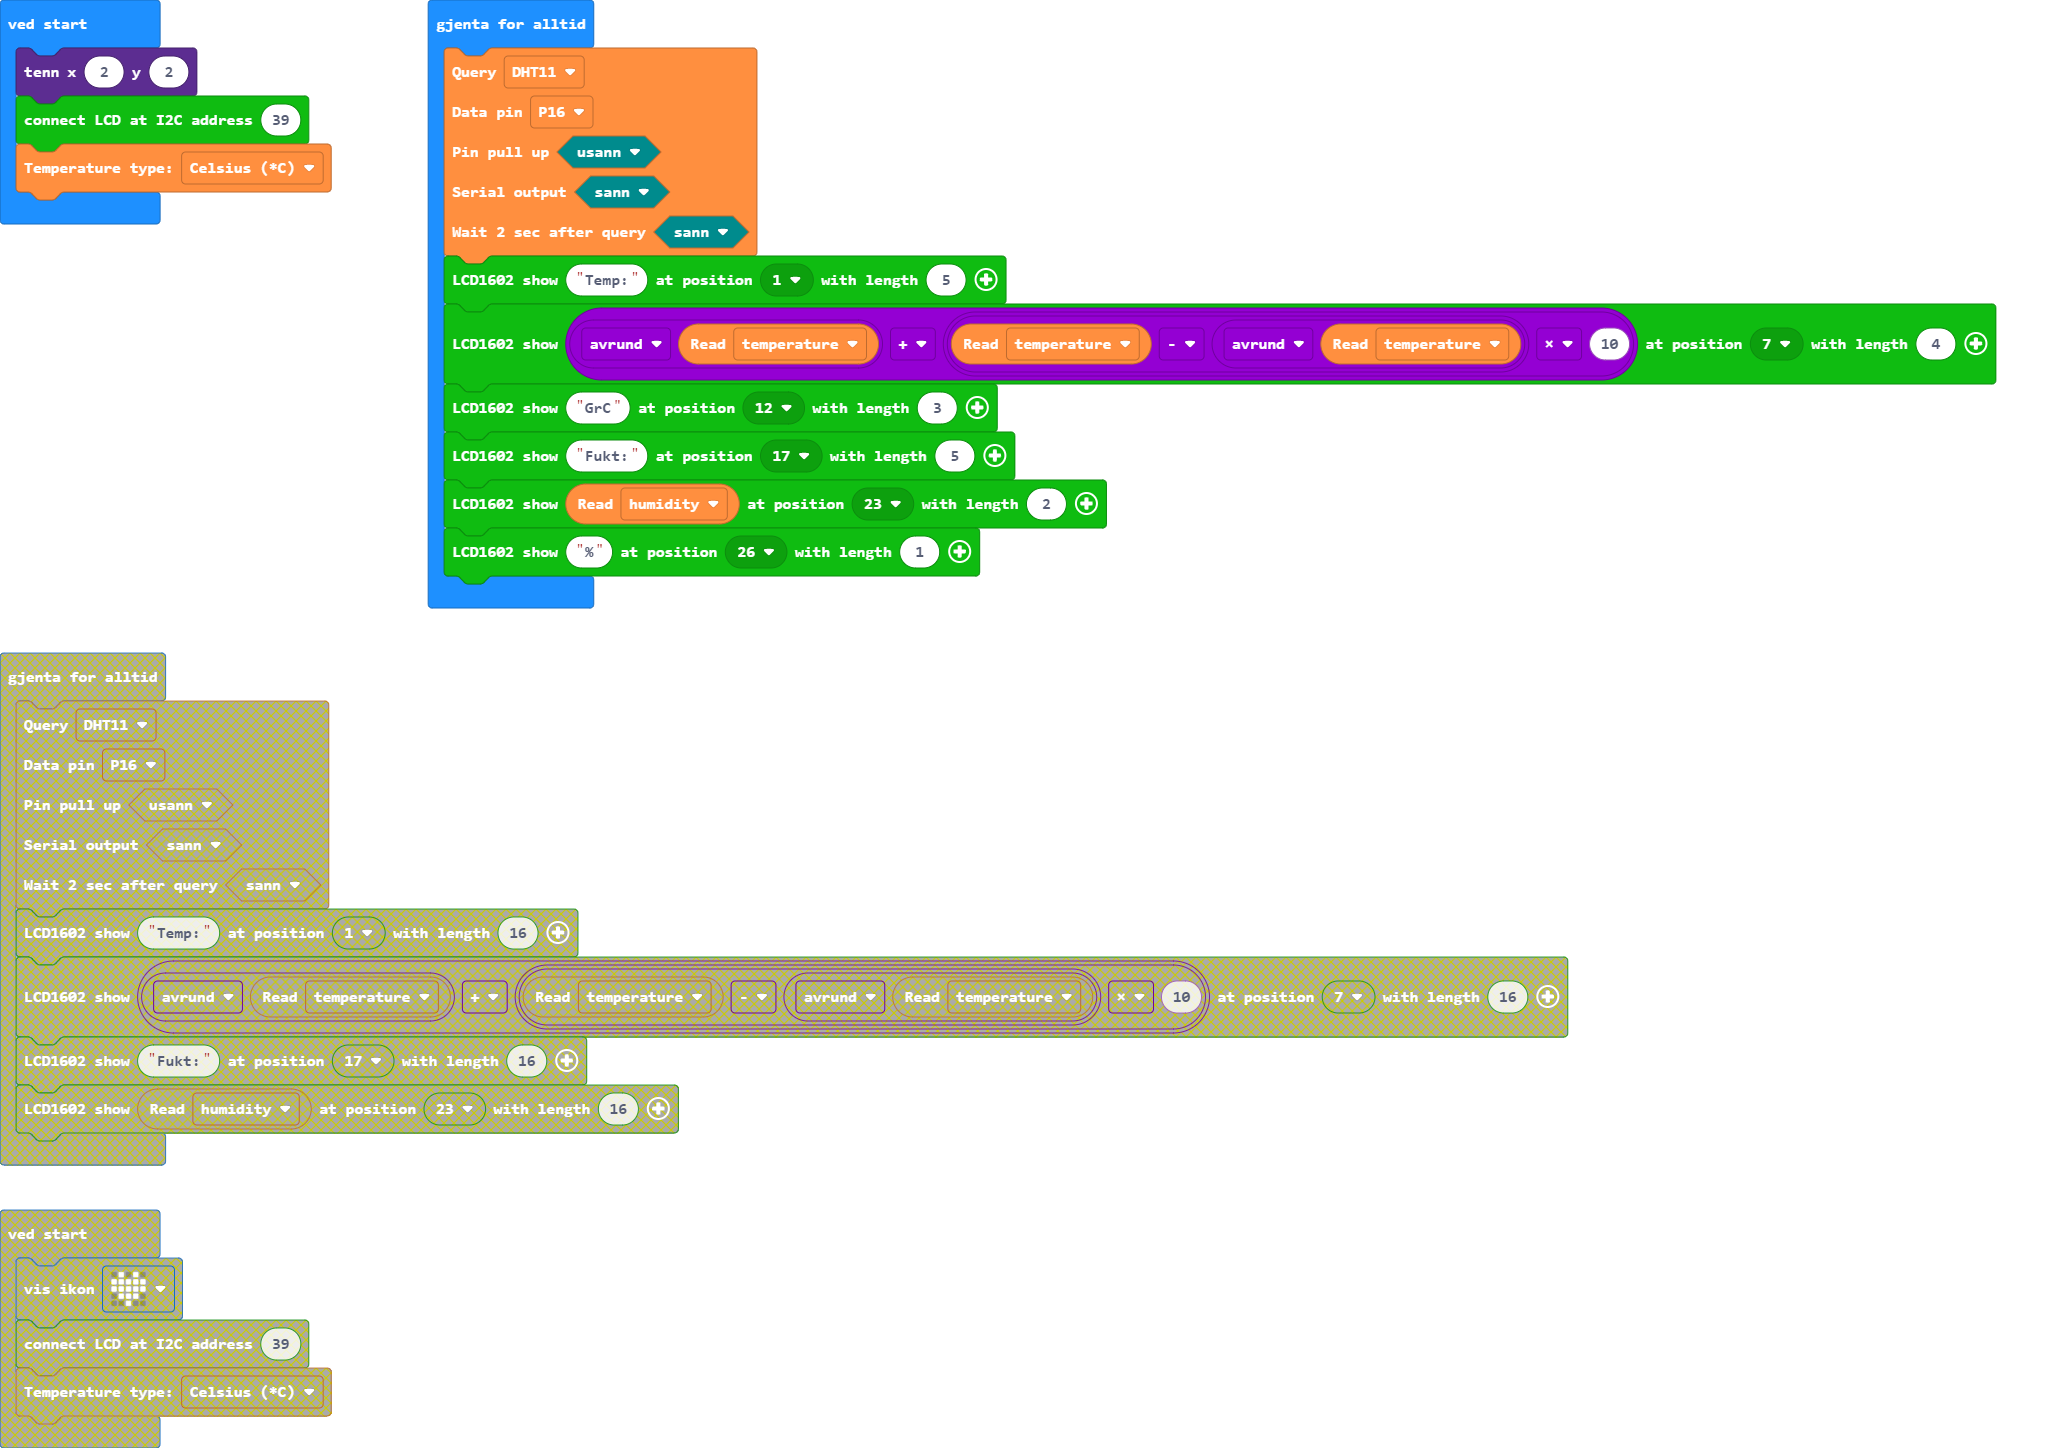 ved start
tenn x 2 y 2
connect LCD at I2C address 39
Temperature type: Celsius (*C)
gjenta for alltid
Query DHT11
Data pin P16
Pin pull up usann
Serial output sann
Wait 2 sec after query sann
LCD1602 show "Temp:" at position 1 with length 5
LCD1602 show avrund Read temperature + Read temperature - avrund Read temperature × 10 at position 7 with length 4
LCD1602 show "GrC" at position 12 with length 3
LCD1602 show "Fukt:" at position 17 with length 5
LCD1602 show Read humidity at position 23 with length 2
LCD1602 show "%" at position 26 with length 1
gjenta for alltid
Query DHT11
Data pin P16
Pin pull up usann
Serial output sann
Wait 2 sec after query sann
LCD1602 show "Temp:" at position 1 with length 16
LCD1602 show avrund Read temperature + Read temperature - avrund Read temperature × 10 at position 7 with length 16
LCD1602 show "Fukt:" at position 17 with length 16
LCD1602 show Read humidity at position 23 with length 16
ved start
vis ikon
connect LCD at I2C address 39
Temperature type: Celsius (*C)